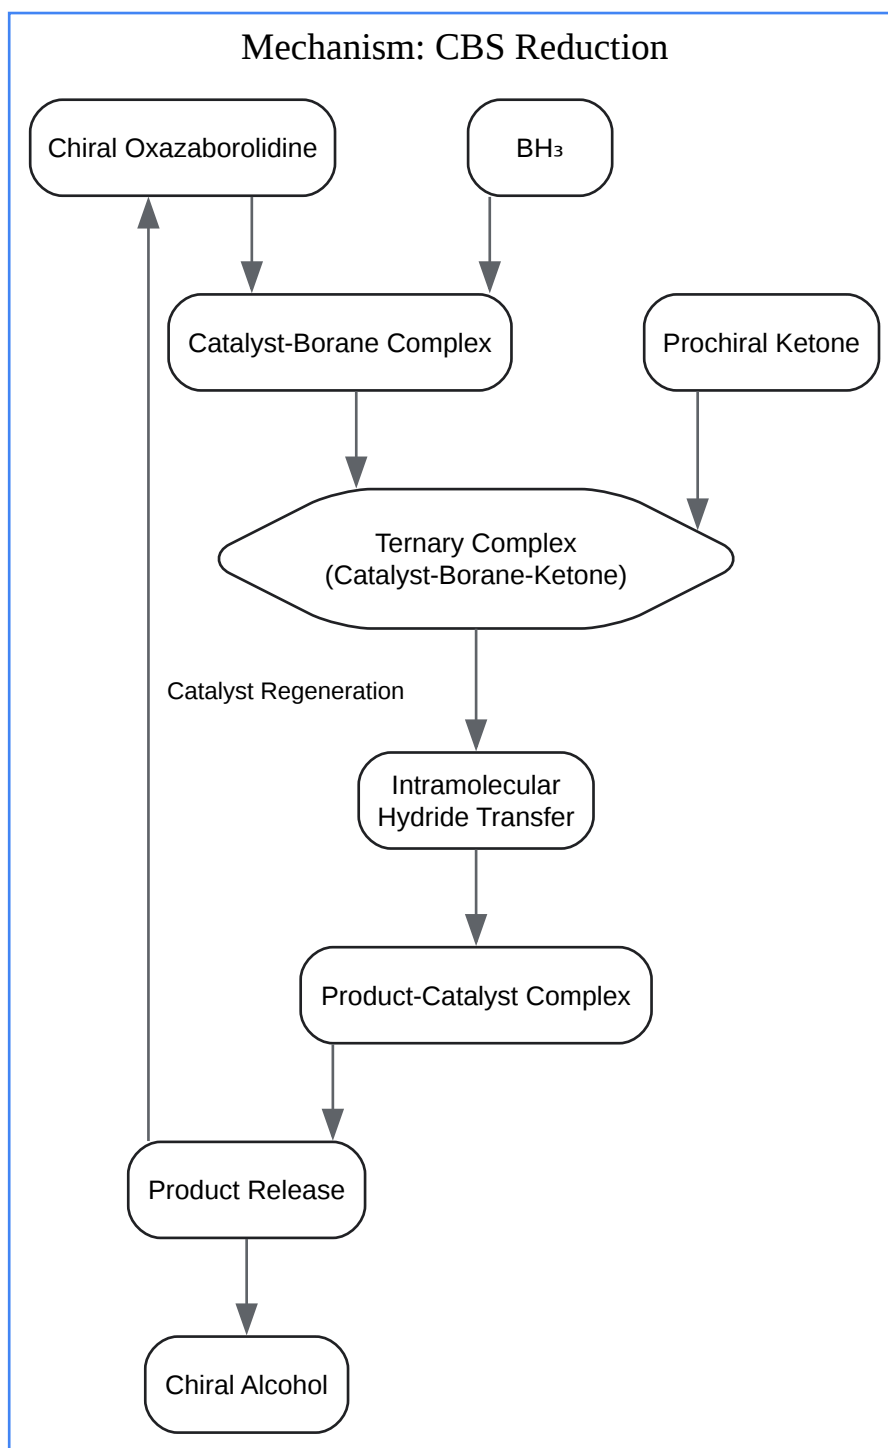 Mechanism: CBS Reduction
Chiral Oxazaborolidine
BH₃
Catalyst-Borane Complex
Prochiral Ketone
Ternary Complex
(Catalyst-Borane-Ketone)
Catalyst Regeneration
Intramolecular
Hydride Transfer
Product-Catalyst Complex
Product Release
Chiral Alcohol